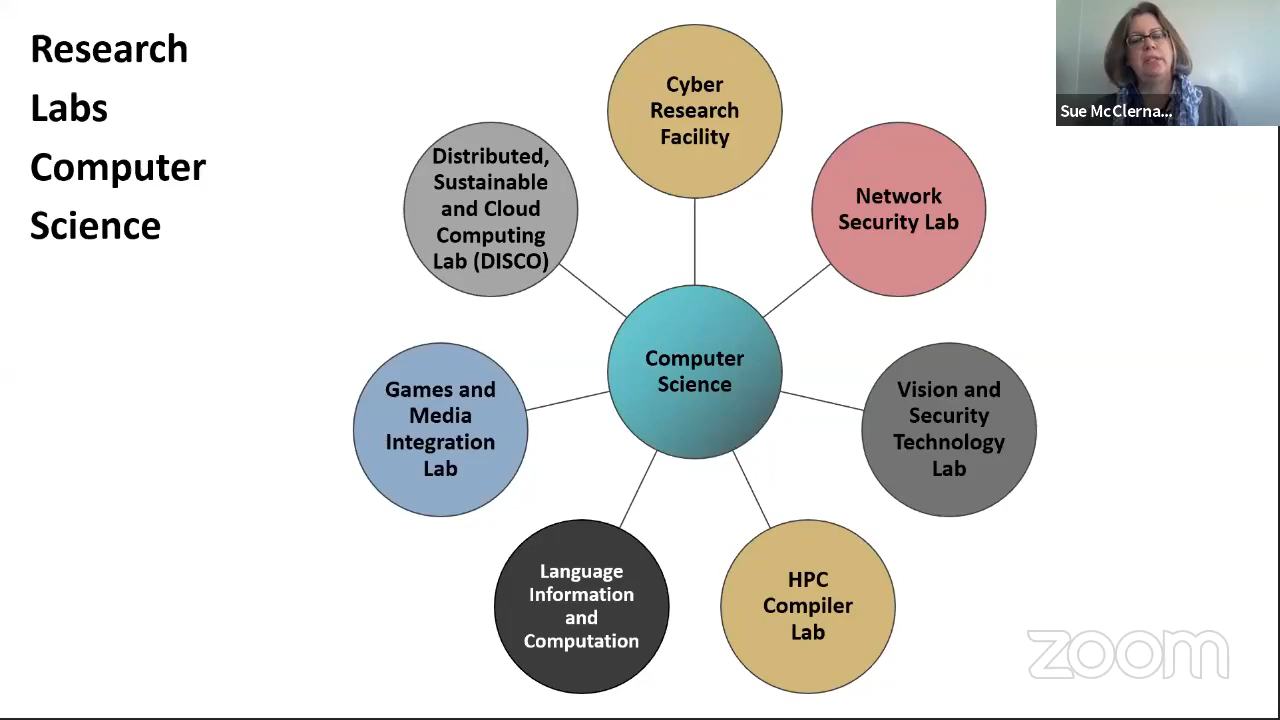 Research
Labs
Computer
Science
Cyber
Research
Facility
Network
Security Lab
Vision and
Security
Technology
Lab
HPC
Compiler
Lab
Language
Information
and
Computation
Games and
Media
Integration
Lab
Distributed,
Sustainable
and Cloud
Computing
Lab (DISCO)
Computer
Science
Sue McClerna...
zoom